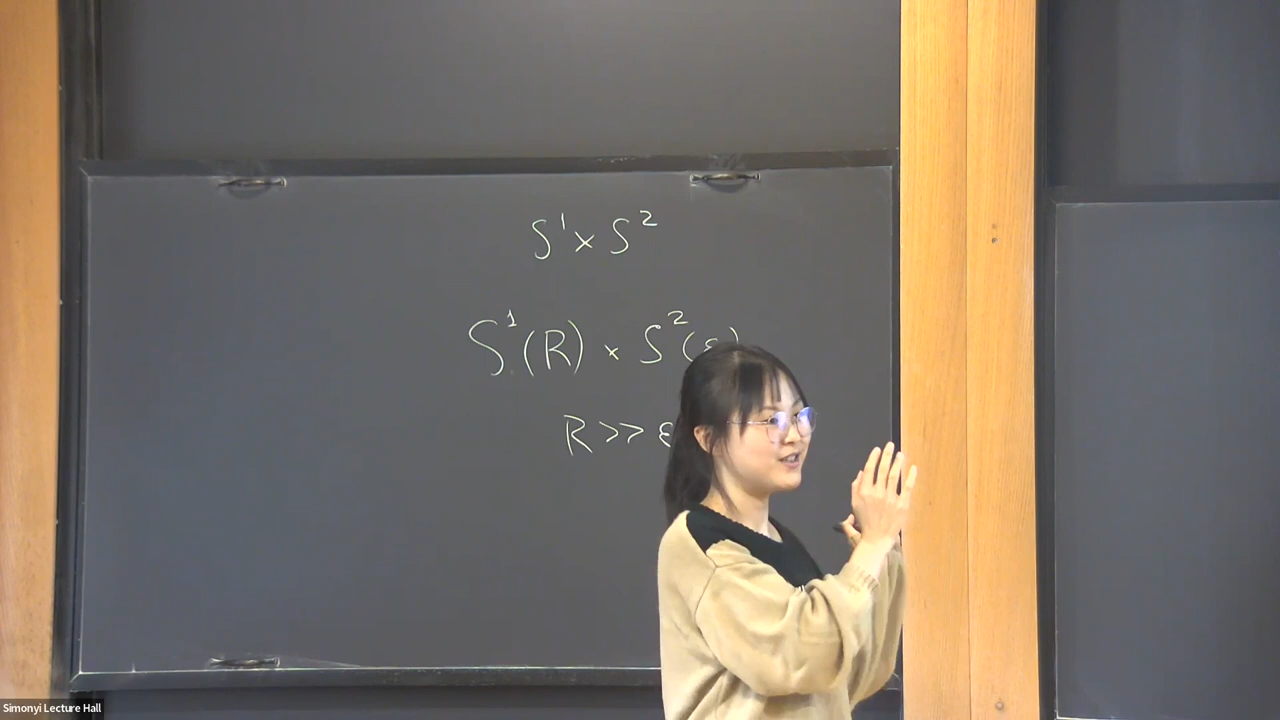 S¹ × S²
S¹(R) × S²(ε)
R >> ε
Simonyi Lecture Hall